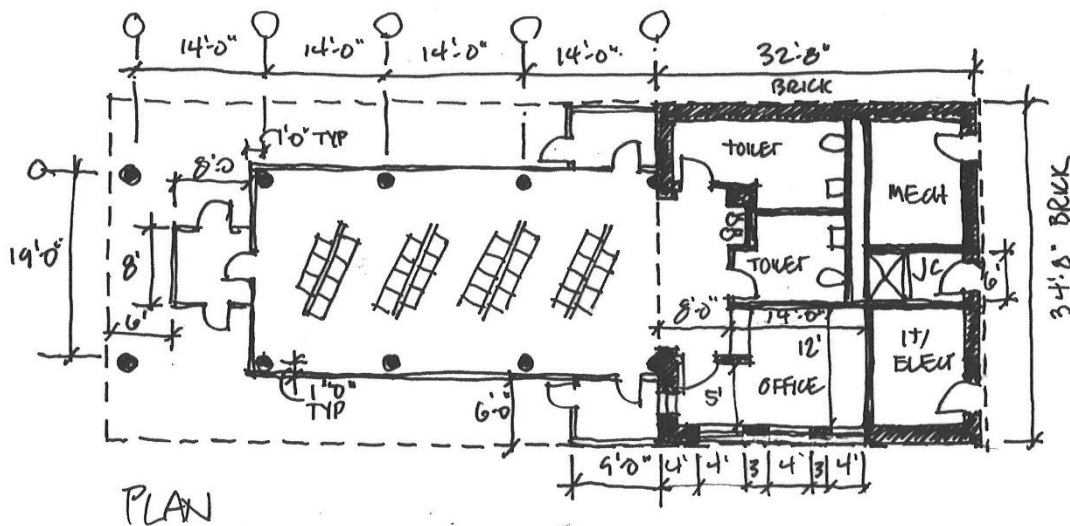 14'-0"
14'-0"
14'-0"
14'-0"
32'-8"
BRICK
1'0" TYP
8'-0
19'-0"
8'
6'
TOILET
MECH
TOILET
JC
6'
34'-8" BRICK
8'-0"
14'-0"
12'
OFFICE
5'
IT/
ELECT
1'0"
TYP
6'-0"
9'-0"
4'
4'
3
4'
3
4'
PLAN